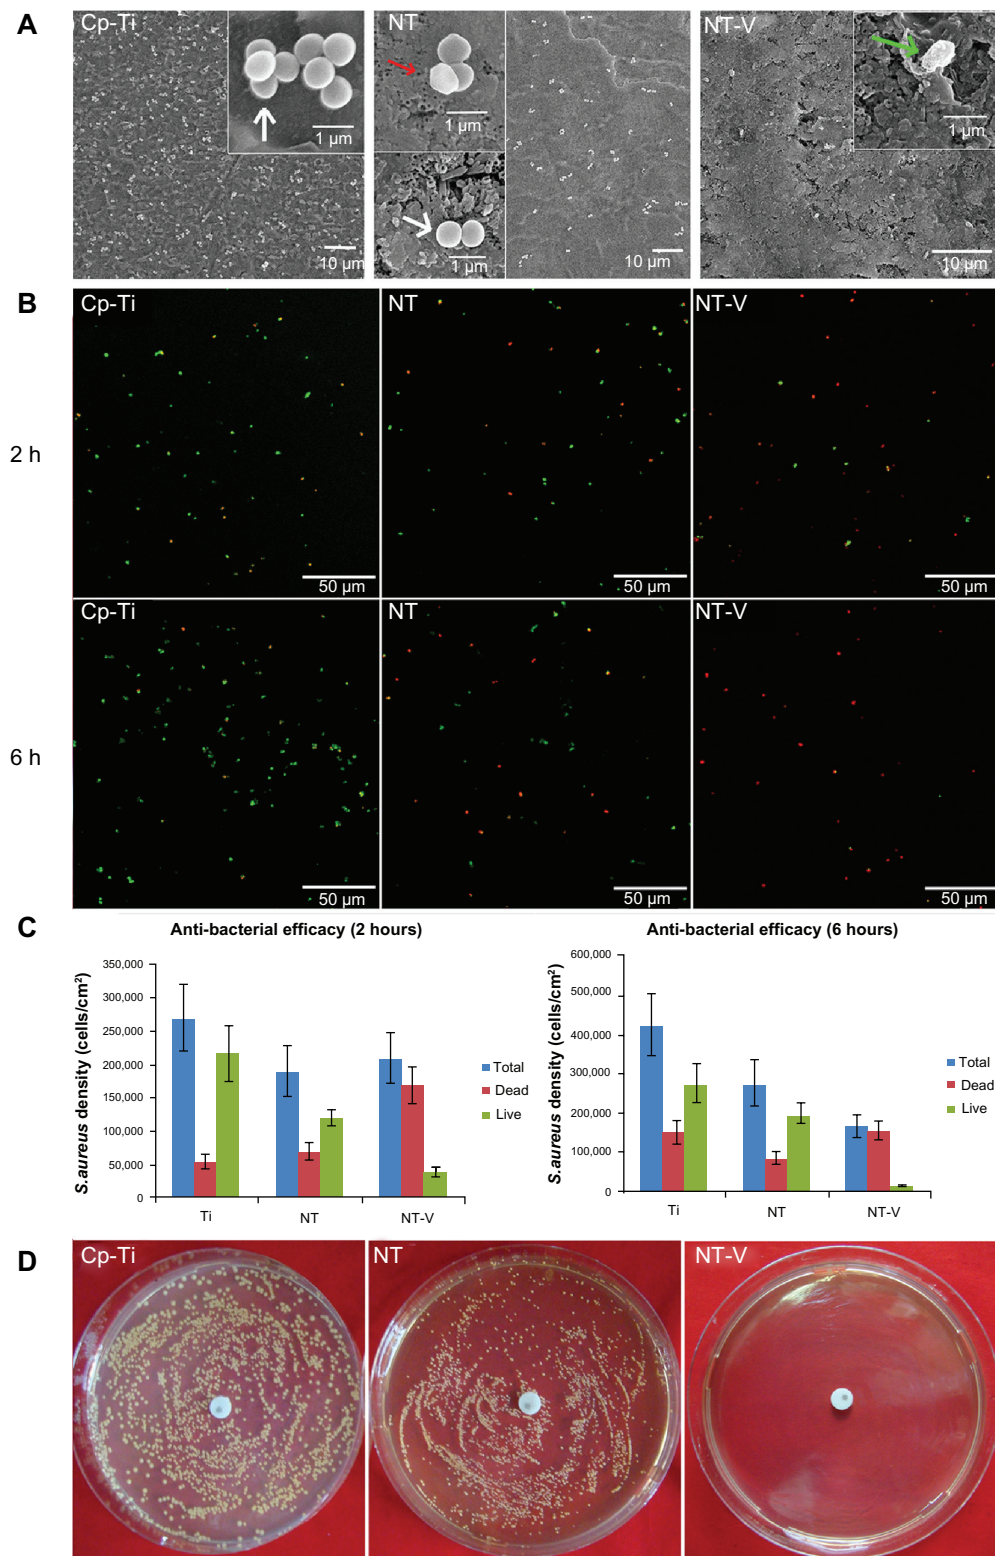 A
Cp-Ti
1 µm
10 µm
NT
1 µm
1 µm
10 µm
NT-V
1 µm
10 µm
B
2 h
Cp-Ti
50 µm
NT
50 µm
NT-V
50 µm
6 h
Cp-Ti
50 µm
NT
50 µm
NT-V
50 µm
C
Anti-bacterial efficacy (2 hours)
S.aureus density (cells/cm²)
350,000
300,000
250,000
200,000
150,000
100,000
50,000
0
Ti
NT
NT-V
Total
Dead
Live
Anti-bacterial efficacy (6 hours)
S.aureus density (cells/cm²)
600,000
500,000
400,000
300,000
200,000
100,000
0
Ti
NT
NT-V
Total
Dead
Live
D
Cp-Ti
NT
NT-V